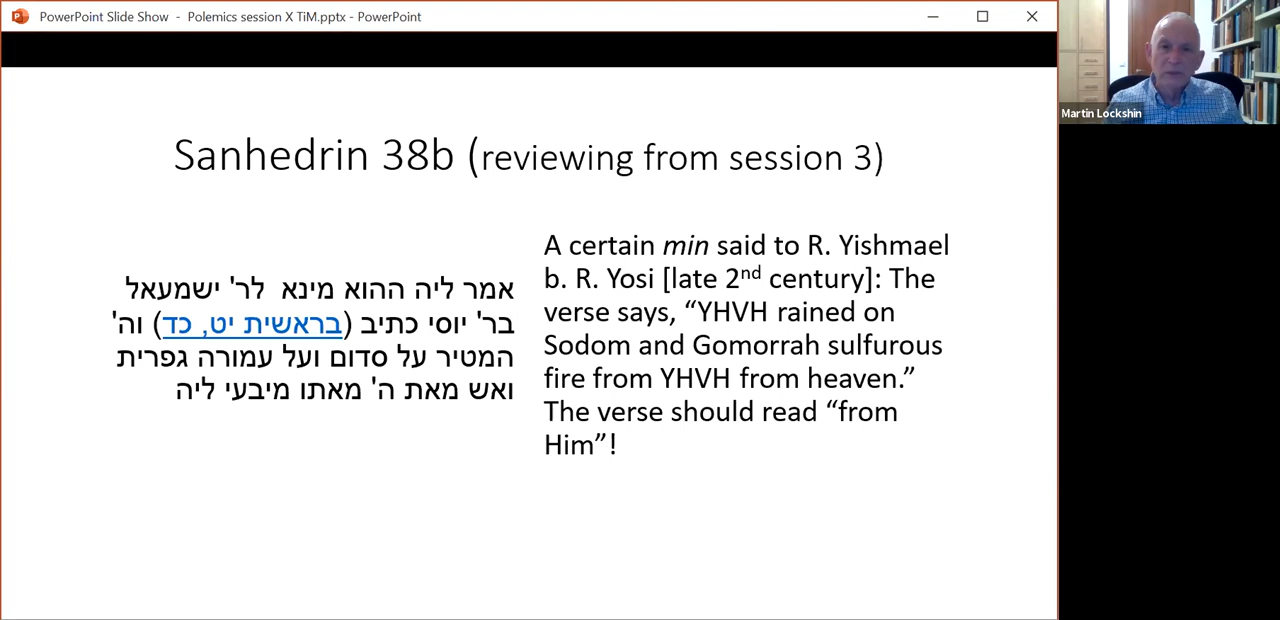 PowerPoint Slide Show - Polemics session X TiM.pptx - PowerPoint
Martin Lockshin
Sanhedrin 38b (reviewing from session 3)
אמר ליה ההוא מינא לר' ישמעאל
בר' יוסי כתיב (בראשית יט, כד) וה'
המטיר על סדום ועל עמורה גפרית
ואש מאת ה' מאתו מיבעי ליה
A certain min said to R. Yishmael
b. R. Yosi [late 2nd century]: The
verse says, “YHVH rained on
Sodom and Gomorrah sulfurous
fire from YHVH from heaven.”
The verse should read “from
Him”!